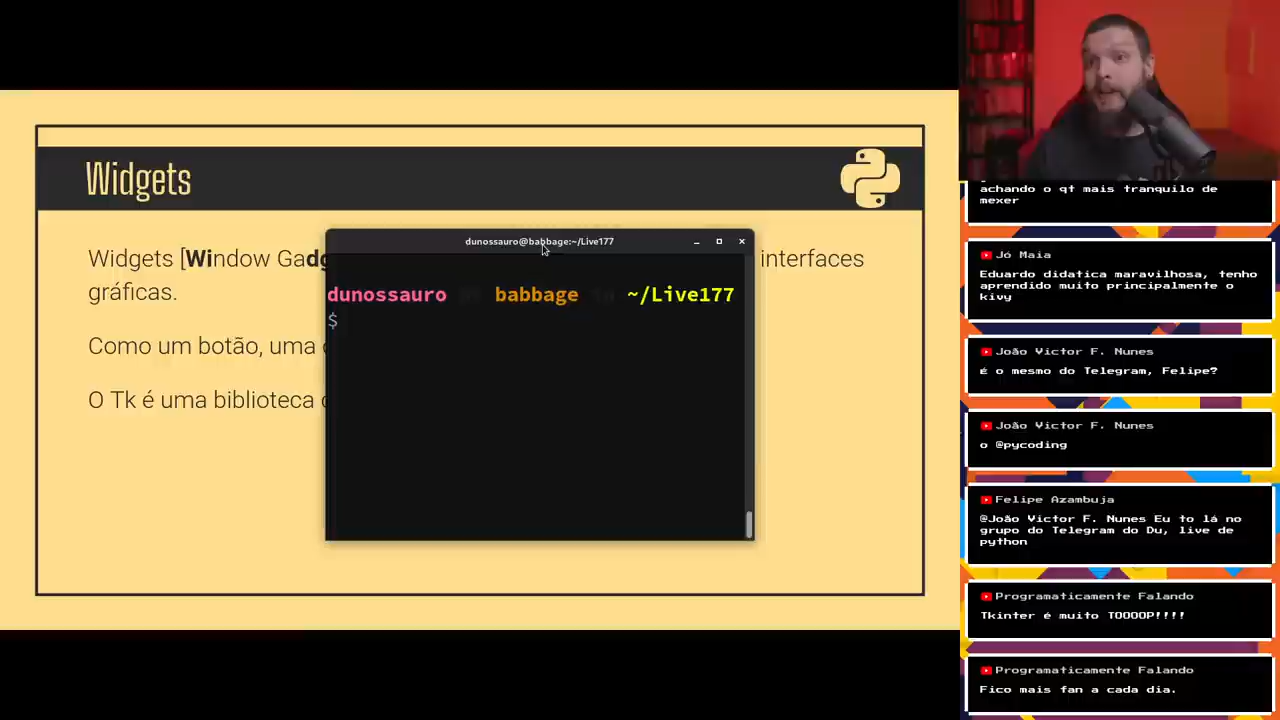 Widgets
Widgets [Window Gadg
interfaces
gráficas.
Como um botão, uma
O Tk é uma biblioteca
dunossauro@babbage:~/Live177
dunossauro babbage ~/Live177
$
achando o qt mais tranquilo de
mexer
Jó Maia
Eduardo didatica maravilhosa, tenho
aprendido muito principalmente o
kivy
João Victor F. Nunes
é o mesmo do Telegram, Felipe?
João Victor F. Nunes
o @pycoding
Felipe Azambuja
@João Victor F. Nunes Eu to lá no
grupo do Telegram do Du, live de
python
Programaticamente Falando
Tkinter é muito TOOOOP!!!!
Programaticamente Falando
Fico mais fan a cada dia.